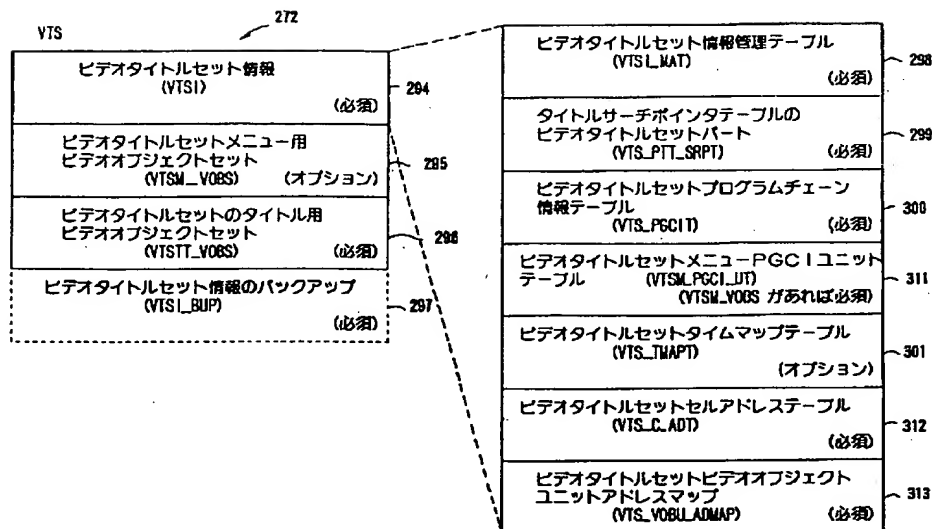 272
VTS
ビデオタイトルセット情報
(VTSI)
(必須)
294
ビデオタイトルセットメニュー用
ビデオオブジェクトセット
(VTSM_VOBS) (オプション)
295
ビデオタイトルセットのタイトル用
ビデオオブジェクトセット
(VTSTT_VOBS) (必須)
296
ビデオタイトルセット情報のバックアップ
(VTSI_BUP)
(必須)
297
ビデオタイトルセット情報管理テーブル
(VTSI_MAT)
(必須)
298
タイトルサーチポインタテーブルの
ビデオタイトルセットパート
(VTS_PTT_SRPT) (必須)
299
ビデオタイトルセットプログラムチェーン
情報テーブル
(VTS_PGCIT) (必須)
300
ビデオタイトルセットメニューPGCIユニット
テーブル (VTSM_PGCI_UT)
(VTSM_VOBS があれば必須)
311
ビデオタイトルセットタイムマップテーブル
(VTS_TMAPT)
(オプション)
301
ビデオタイトルセットセルアドレステーブル
(VTS_C_ADT)
(必須)
312
ビデオタイトルセットビデオオブジェクト
ユニットアドレスマップ
(VTS_VOBU_ADMAP) (必須)
313